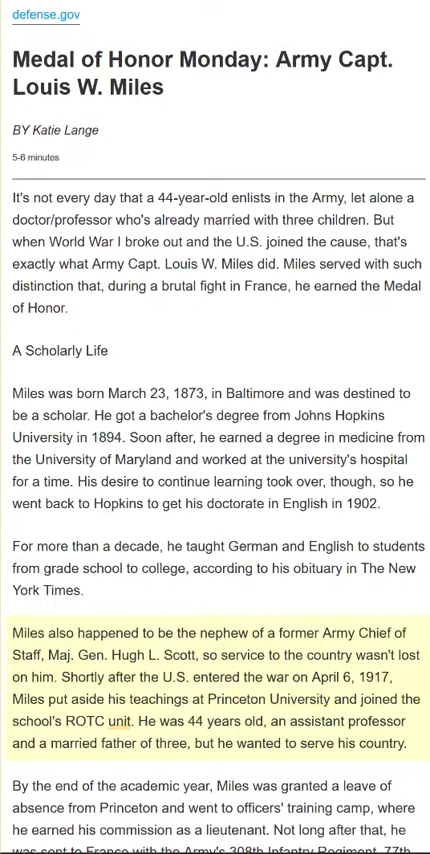 defense.gov
Medal of Honor Monday: Army Capt.
Louis W. Miles
BY Katie Lange
5-6 minutes
It's not every day that a 44-year-old enlists in the Army, let alone a
doctor/professor who's already married with three children. But
when World War I broke out and the U.S. joined the cause, that's
exactly what Army Capt. Louis W. Miles did. Miles served with such
distinction that, during a brutal fight in France, he earned the Medal
of Honor.
A Scholarly Life
Miles was born March 23, 1873, in Baltimore and was destined to
be a scholar. He got a bachelor's degree from Johns Hopkins
University in 1894. Soon after, he earned a degree in medicine from
the University of Maryland and worked at the university's hospital
for a time. His desire to continue learning took over, though, so he
went back to Hopkins to get his doctorate in English in 1902.
For more than a decade, he taught German and English to students
from grade school to college, according to his obituary in The New
York Times.
Miles also happened to be the nephew of a former Army Chief of
Staff, Maj. Gen. Hugh L. Scott, so service to the country wasn't lost
on him. Shortly after the U.S. entered the war on April 6, 1917,
Miles put aside his teachings at Princeton University and joined the
school's ROTC unit. He was 44 years old, an assistant professor
and a married father of three, but he wanted to serve his country.
By the end of the academic year, Miles was granted a leave of
absence from Princeton and went to officers' training camp, where
he earned his commission as a lieutenant. Not long after that, he
was sent to France with the Army's 308th Infantry Regiment, 77th